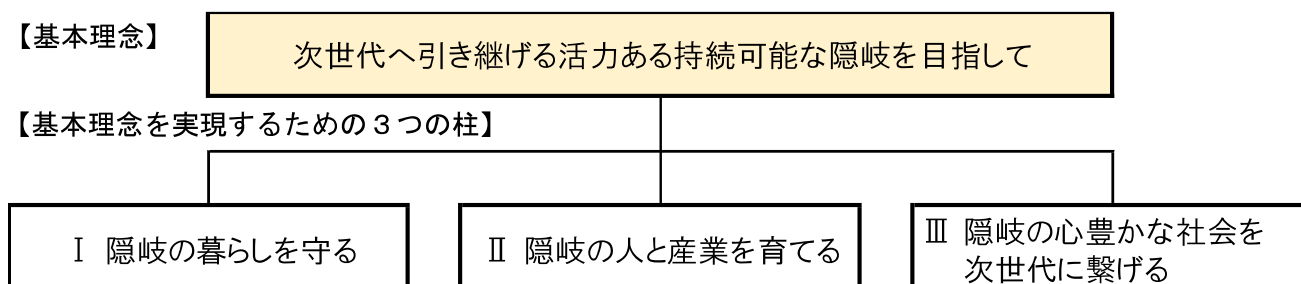 【基本理念】
次世代へ引き継げる活力ある持続可能な隠岐を目指して
【基本理念を実現するための３つの柱】
Ⅰ 隠岐の暮らしを守る
Ⅱ 隠岐の人と産業を育てる
Ⅲ 隠岐の心豊かな社会を
次世代に繋げる